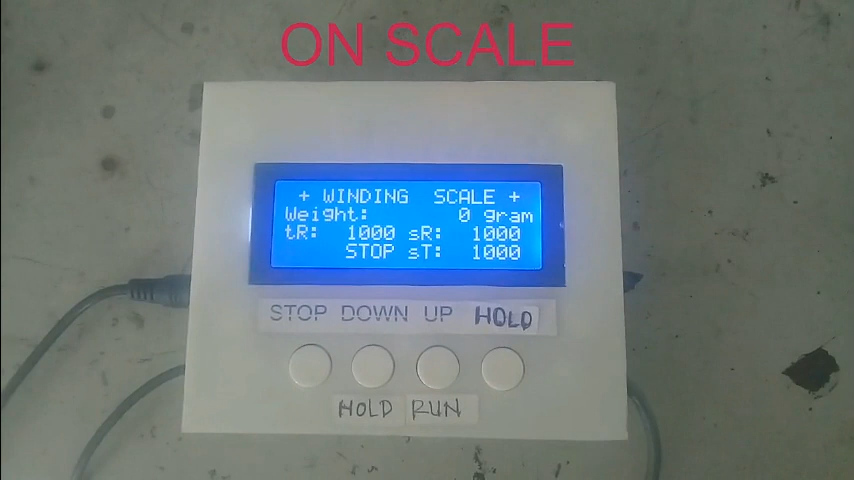 ON SCALE
+ WINDING SCALE +
Weight: 0 gram
tR: 1000 sR: 1000
STOP sT: 1000
STOP DOWN UP HOLD
HOLD RUN